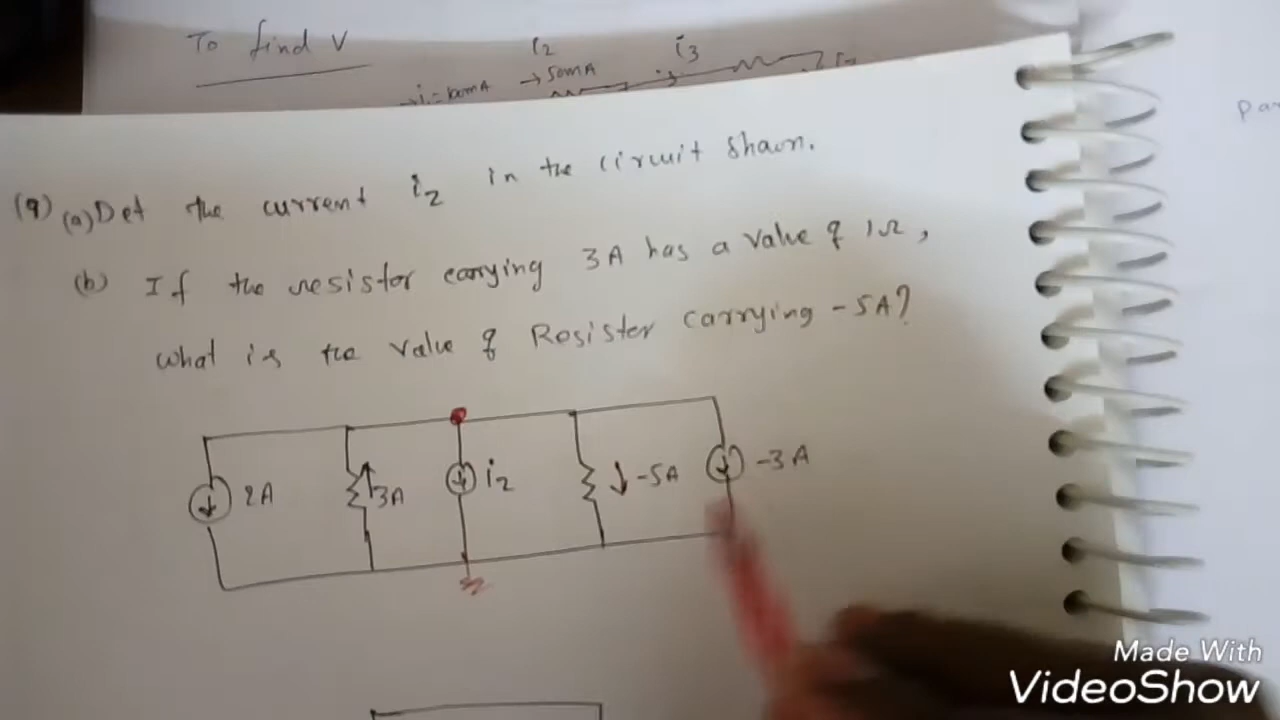 To find V
i2
i3
→i=100mA
→50mA
(9) (a) Det the current i2 in the circuit shown.
(b) If the resistor carrying 3A has a value of 1Ω,
what is the value of Resister carrying -5A?
2A
3A
i2
↓ -5A
-3A
Made With
VideoShow